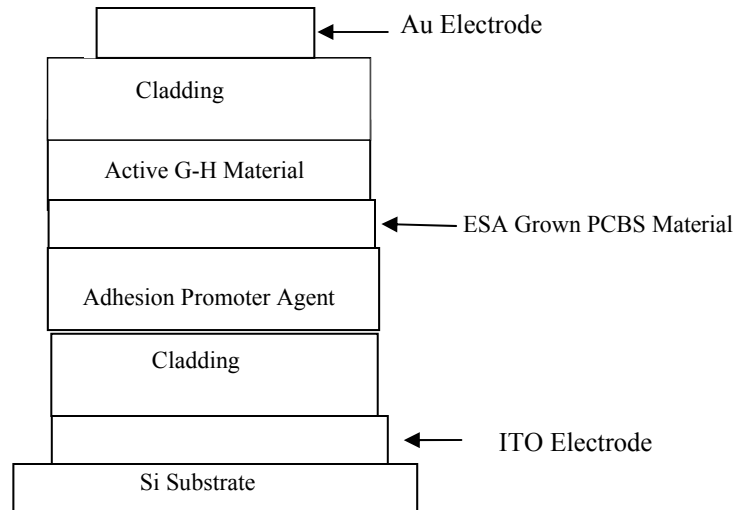 Au Electrode
Cladding
Active G-H Material
ESA Grown PCBS Material
Adhesion Promoter Agent
Cladding
ITO Electrode
Si Substrate